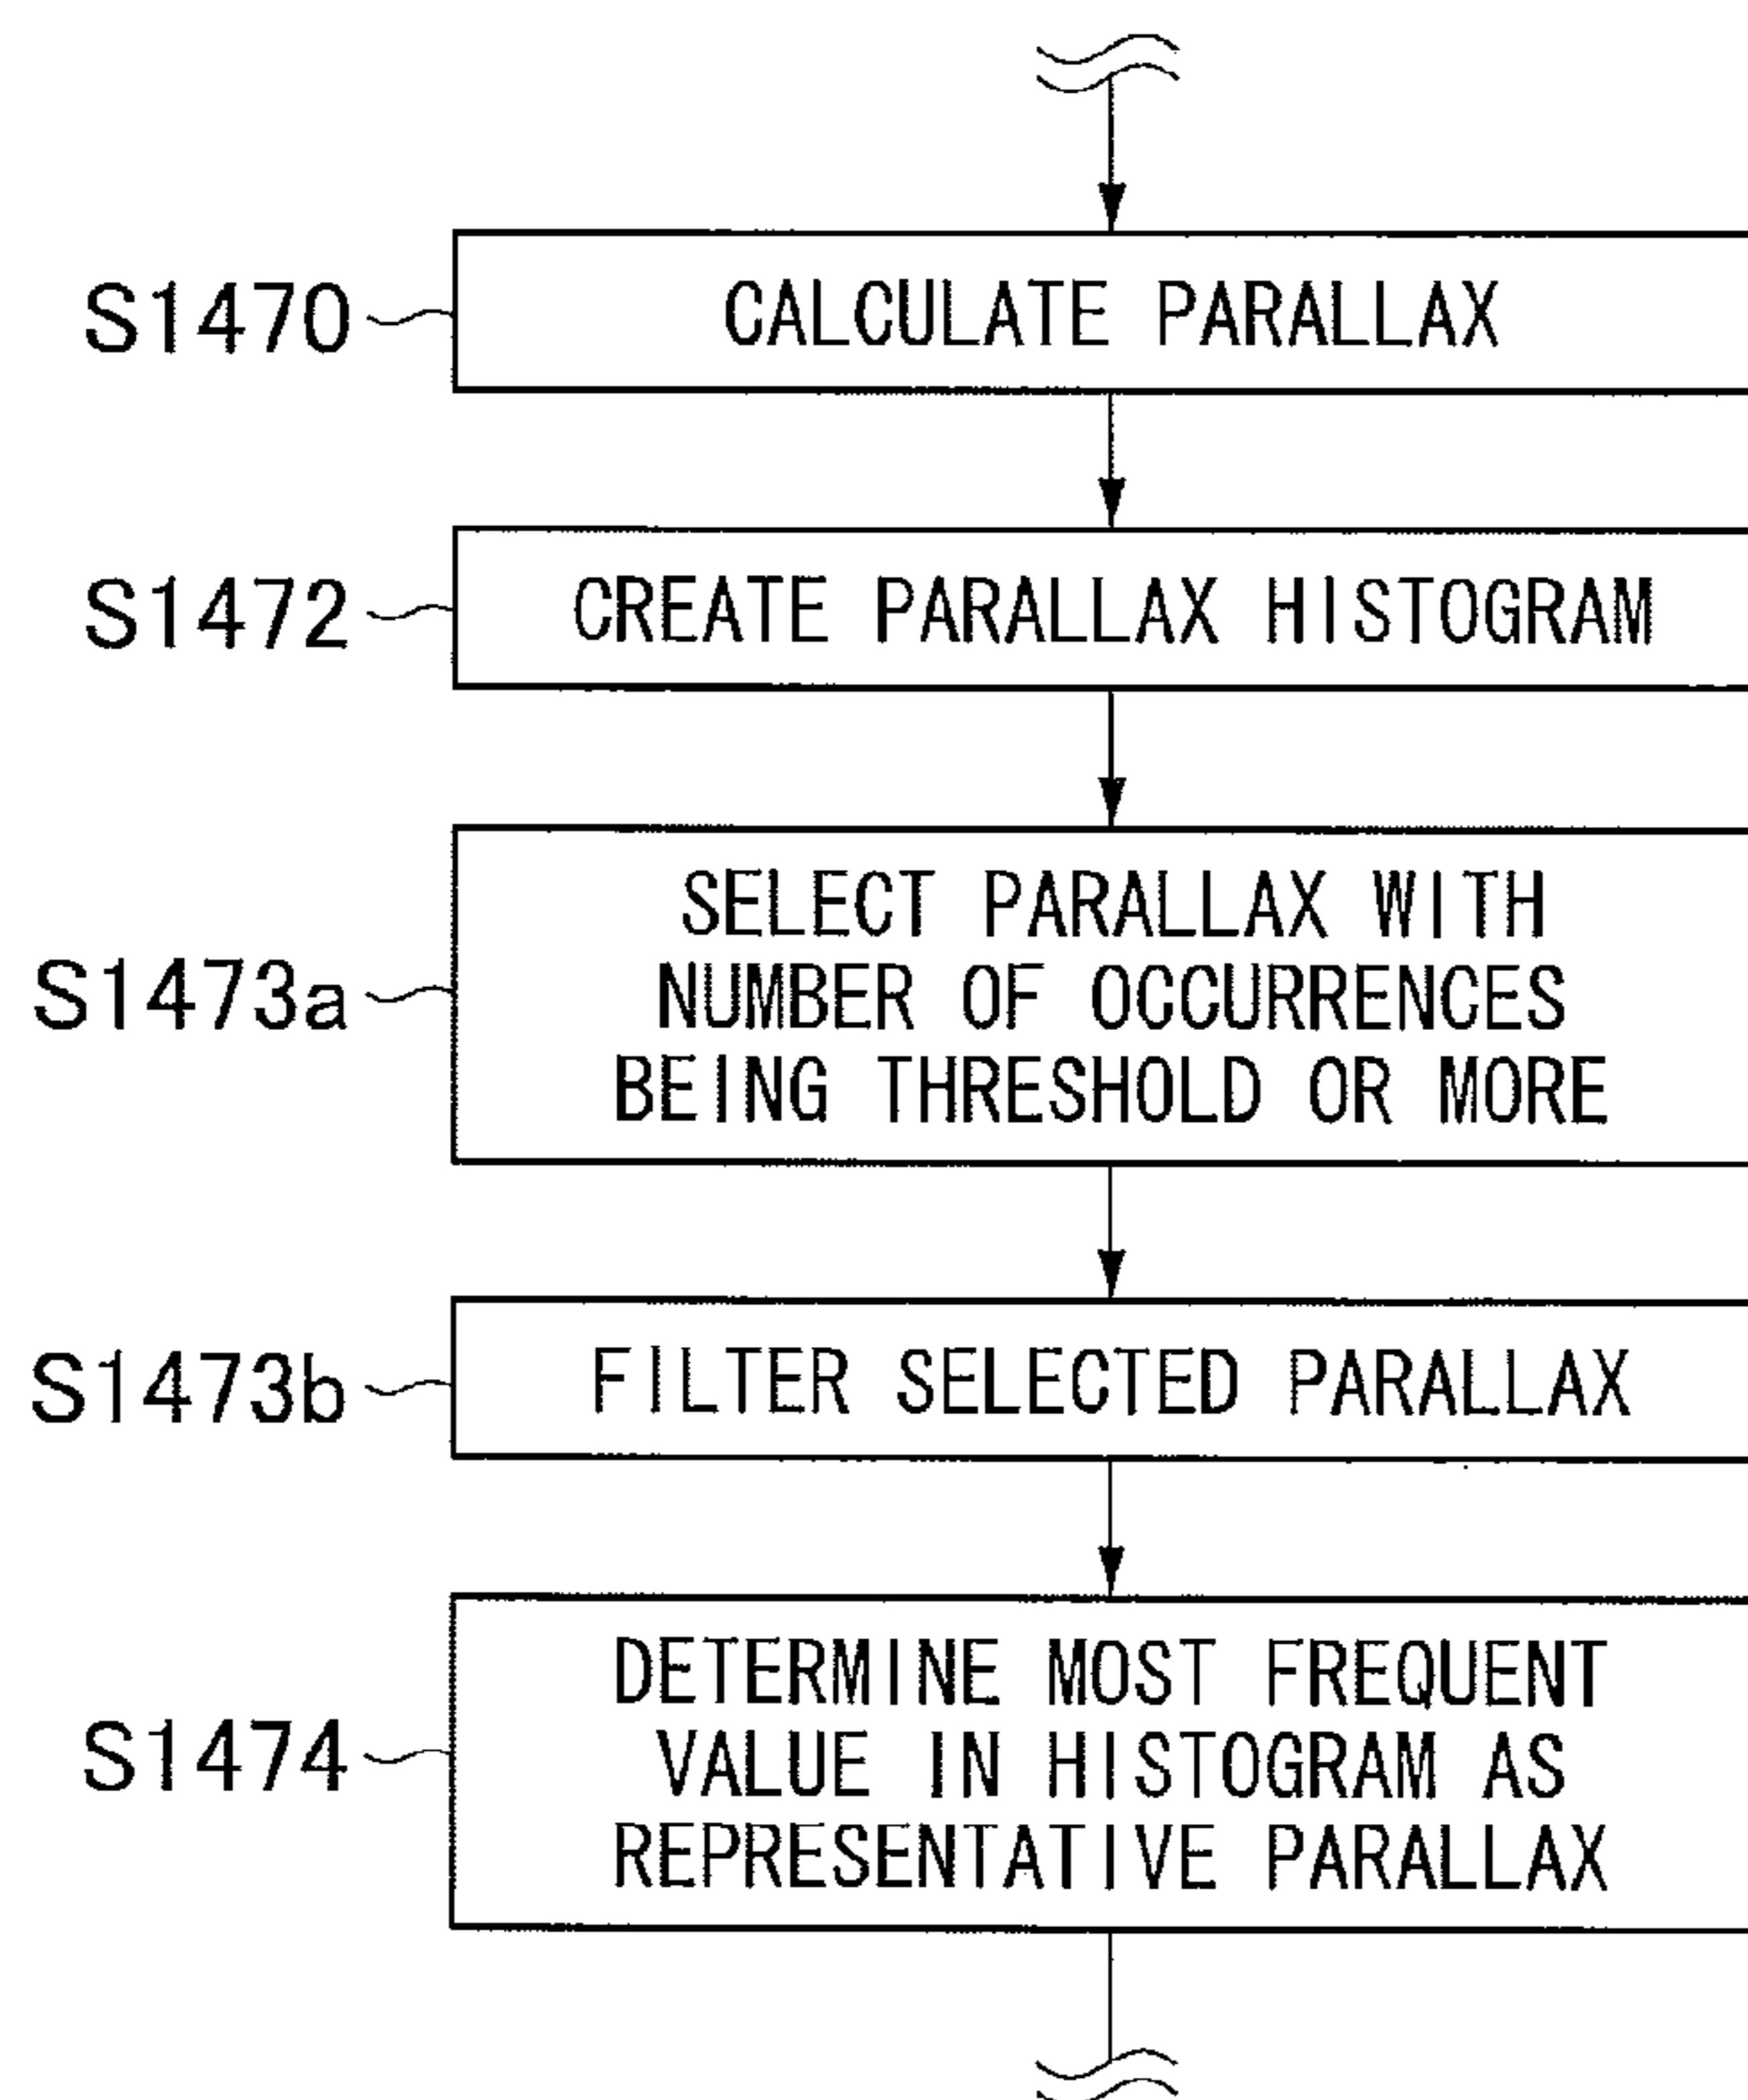 S1470
CALCULATE PARALLAX
S1472
CREATE PARALLAX HISTOGRAM
S1473a
SELECT PARALLAX WITH
NUMBER OF OCCURRENCES
BEING THRESHOLD OR MORE
S1473b
FILTER SELECTED PARALLAX
S1474
DETERMINE MOST FREQUENT
VALUE IN HISTOGRAM AS
REPRESENTATIVE PARALLAX